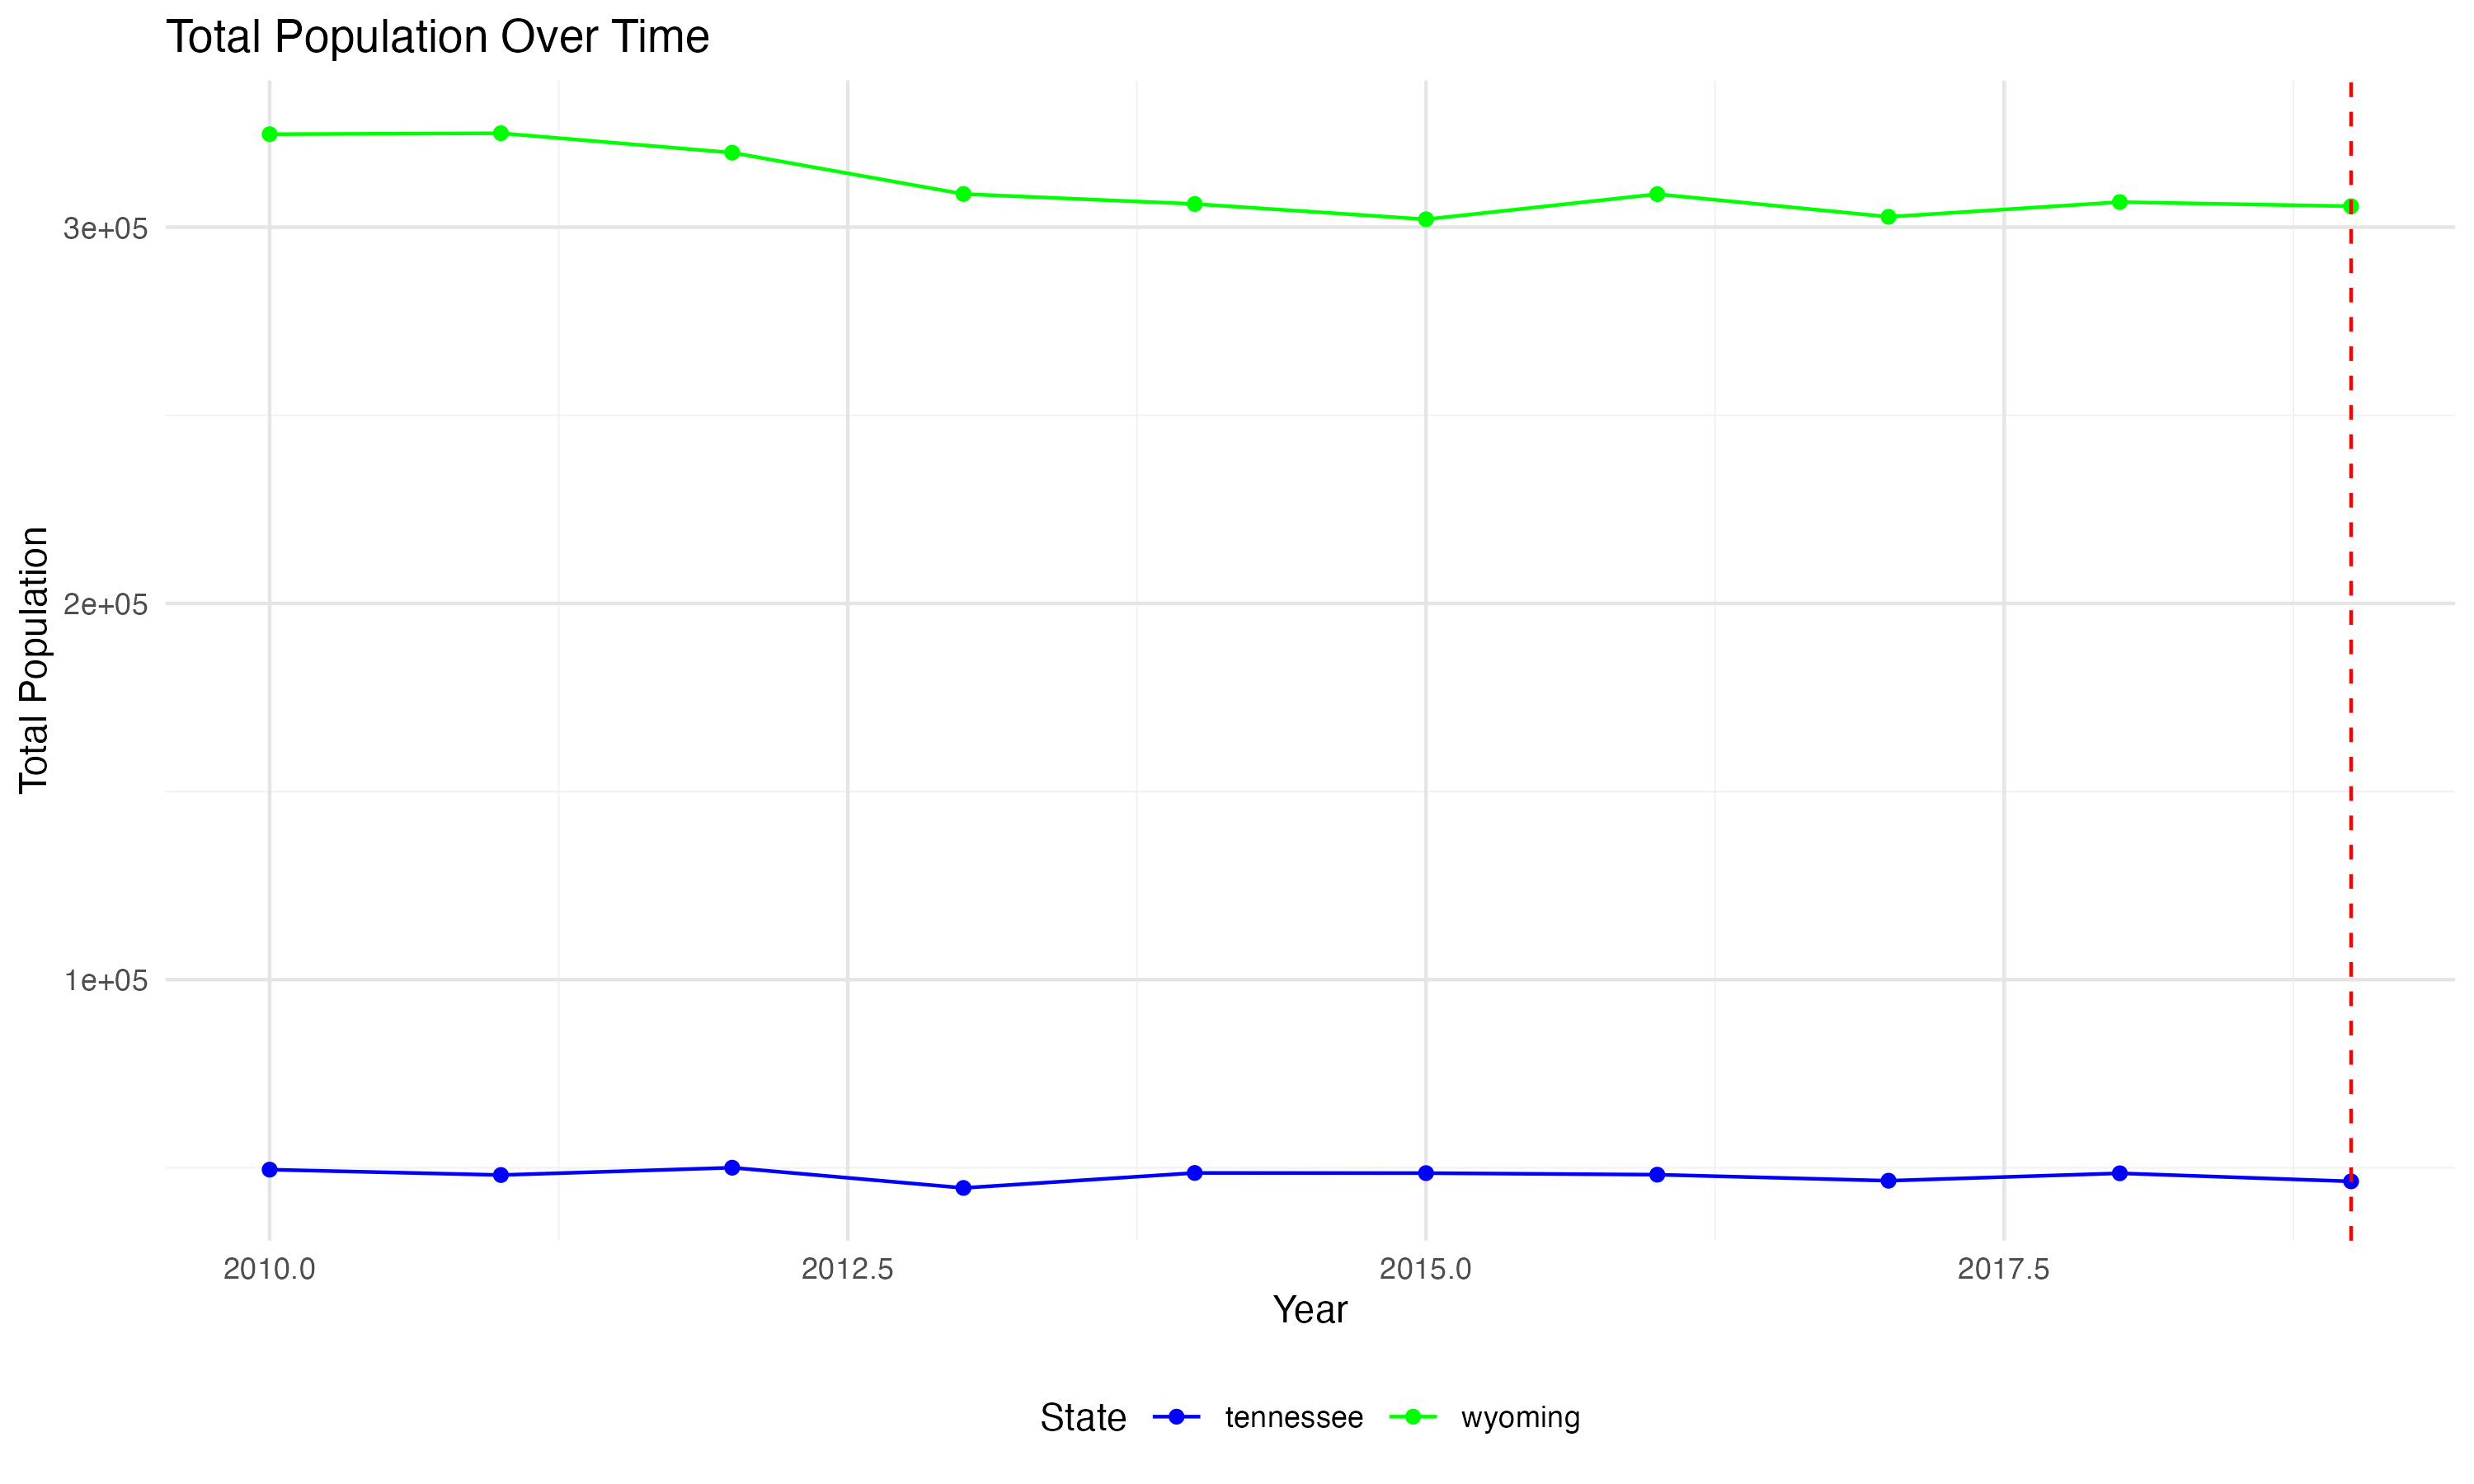 Total Population Over Time
Total Population
3e+05
2e+05
1e+05
2010.0 2012.5 2015.0 2017.5
Year
State tennessee wyoming